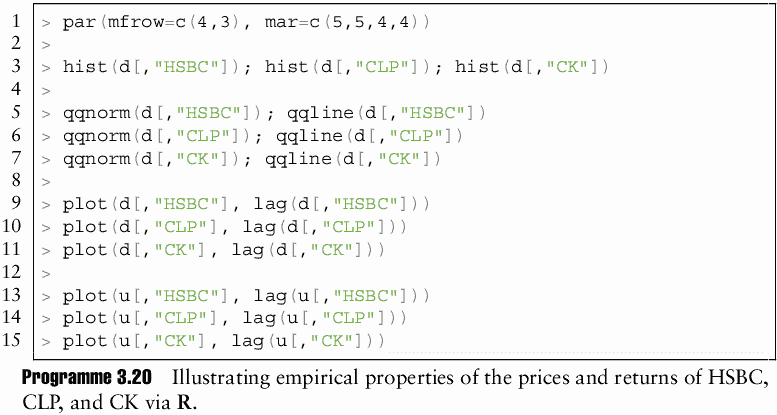 1 > par(mfrow=c(4,3), mar=c(5,5,4,4))
2 >
3 > hist(d[,"HSBC"]); hist(d[,"CLP"]); hist(d[,"CK"])
4 >
5 > qqnorm(d[,"HSBC"]); qqline(d[,"HSBC"])
6 > qqnorm(d[,"CLP"]); qqline(d[,"CLP"])
7 > qqnorm(d[,"CK"]); qqline(d[,"CK"])
8 >
9 > plot(d[,"HSBC"], lag(d[,"HSBC"]))
10 > plot(d[,"CLP"], lag(d[,"CLP"]))
11 > plot(d[,"CK"], lag(d[,"CK"]))
12 >
13 > plot(u[,"HSBC"], lag(u[,"HSBC"]))
14 > plot(u[,"CLP"], lag(u[,"CLP"]))
15 > plot(u[,"CK"], lag(u[,"CK"]))
Programme 3.20 Illustrating empirical properties of the prices and returns of HSBC,
CLP, and CK via R.